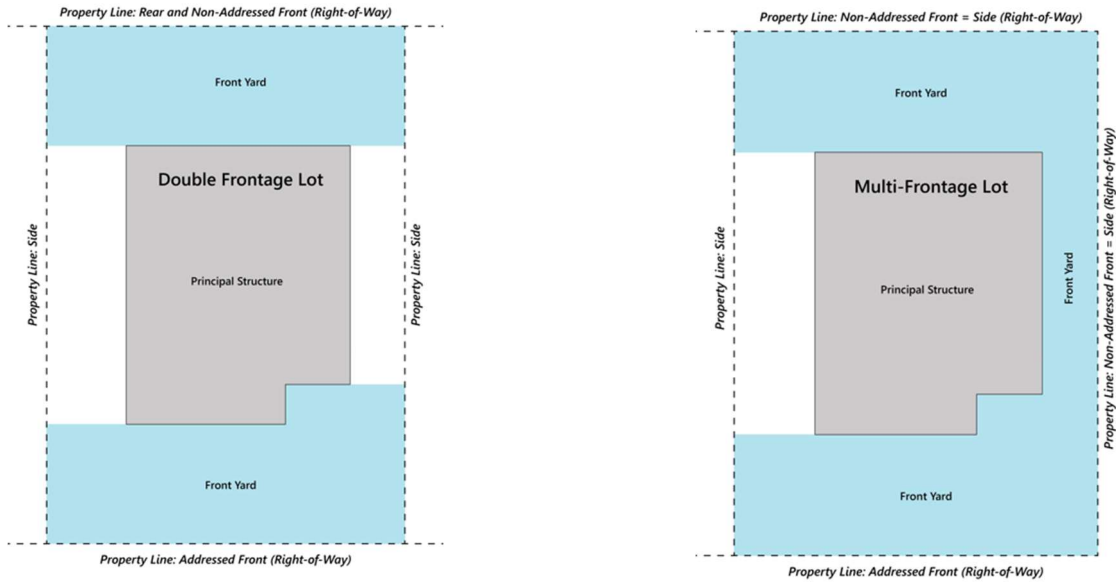 Property Line: Rear and Non-Addressed Front (Right-of-Way)
Front Yard
Double Frontage Lot
Property Line: Side
Property Line: Side
Principal Structure
Front Yard
Property Line: Addressed Front (Right-of-Way)
Property Line: Non-Addressed Front = Side (Right-of-Way)
Front Yard
Multi-Frontage Lot
Property Line: Side
Principal Structure
Front Yard
Property Line: Non-Addressed Front = Side (Right-of-Way)
Front Yard
Property Line: Addressed Front (Right-of-Way)